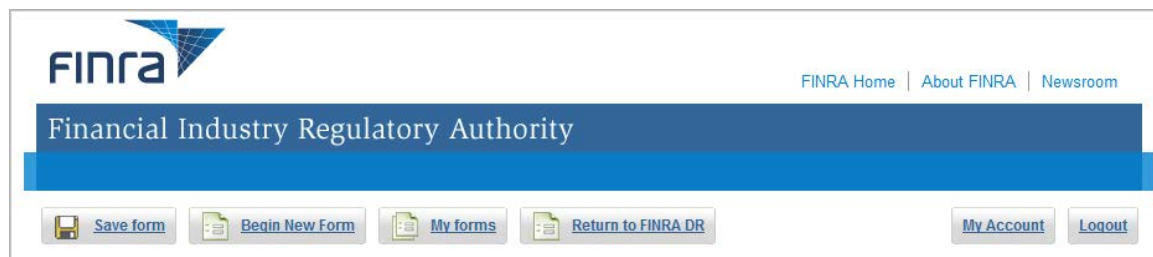 FINRA
FINRA Home | About FINRA | Newsroom
Financial Industry Regulatory Authority
Save form Begin New Form My forms Return to FINRA DR My Account Logout